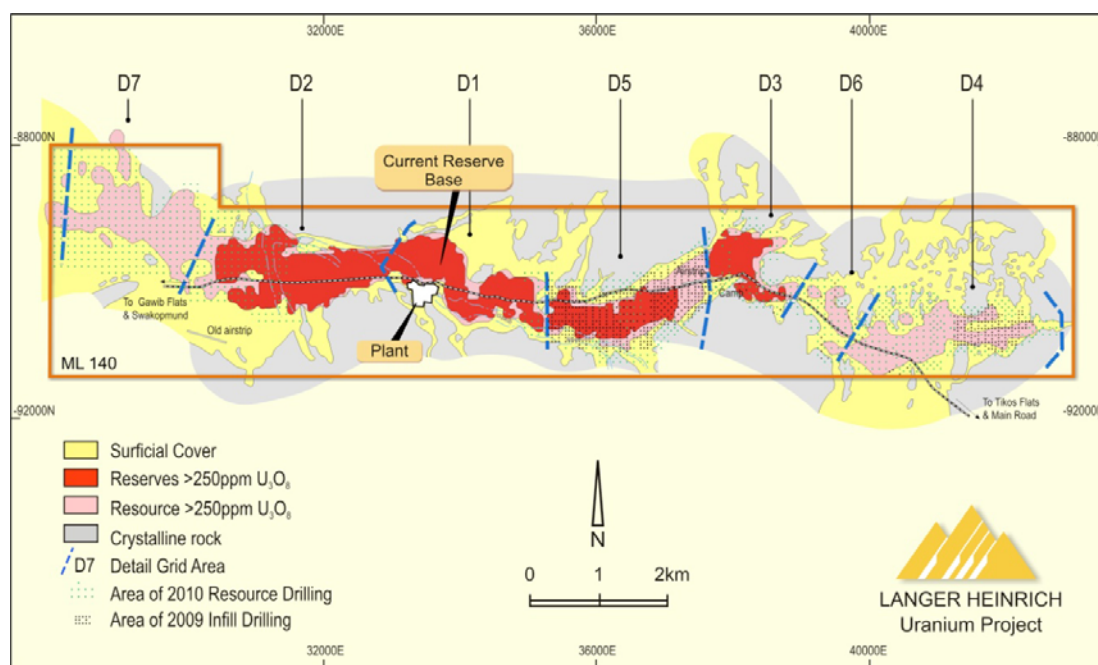 32000E
36000E
40000E
D7
D2
D1
D5
D3
D6
D4
-88000N
-88000N
Current Reserve
Base
Airstrip
Camp
To Gawib Flats
& Swakopmund
Old airstrip
Plant
ML 140
To Tikos Flats
& Main Road
-92000N
-92000N
Surficial Cover
Reserves >250ppm U₃O₈
Resource >250ppm U₃O₈
Crystalline rock
D7 Detail Grid Area
Area of 2010 Resource Drilling
Area of 2009 Infill Drilling
N
0 1 2km
LANGER HEINRICH
Uranium Project
32000E
36000E
40000E